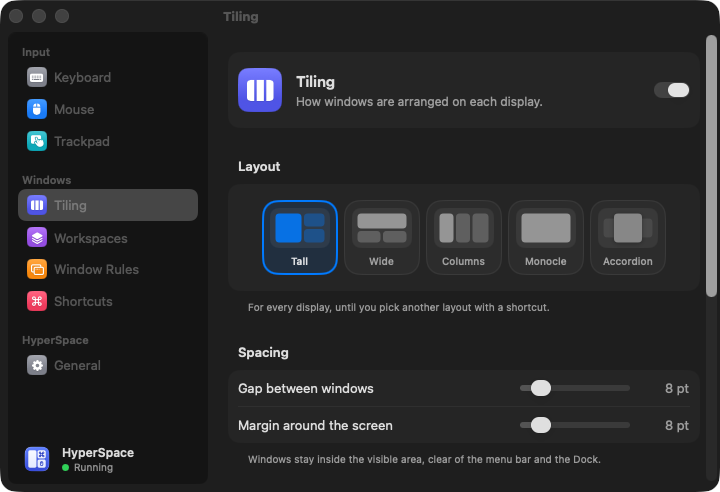 Tiling
Input
Keyboard
Mouse
Trackpad
Windows
Tiling
Workspaces
Window Rules
Shortcuts
HyperSpace
General
HyperSpace
Running
Tiling
How windows are arranged on each display.
Layout
Tall
Wide
Columns
Monocle
Accordion
For every display, until you pick another layout with a shortcut.
Spacing
Gap between windows 8 pt
Margin around the screen 8 pt
Windows stay inside the visible area, clear of the menu bar and the Dock.